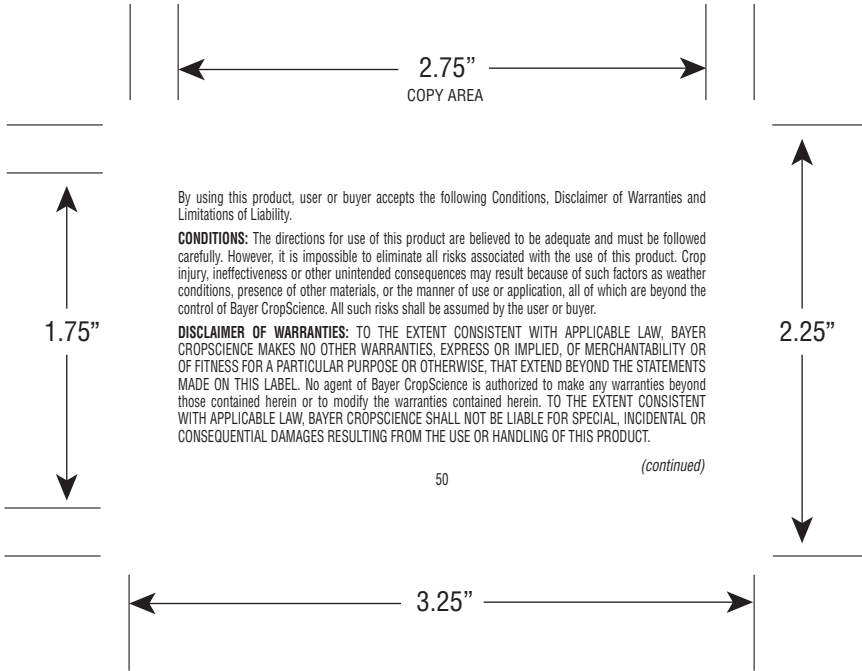 2.75”
COPY AREA
By using this product, user or buyer accepts the following Conditions, Disclaimer of Warranties and
Limitations of Liability.
CONDITIONS: The directions for use of this product are believed to be adequate and must be followed
carefully. However, it is impossible to eliminate all risks associated with the use of this product. Crop
injury, ineffectiveness or other unintended consequences may result because of such factors as weather
conditions, presence of other materials, or the manner of use or application, all of which are beyond the
control of Bayer CropScience. All such risks shall be assumed by the user or buyer.
1.75”
2.25”
DISCLAIMER OF WARRANTIES: TO THE EXTENT CONSISTENT WITH APPLICABLE LAW, BAYER
CROPSCIENCE MAKES NO OTHER WARRANTIES, EXPRESS OR IMPLIED, OF MERCHANTABILITY OR
OF FITNESS FOR A PARTICULAR PURPOSE OR OTHERWISE, THAT EXTEND BEYOND THE STATEMENTS
MADE ON THIS LABEL. No agent of Bayer CropScience is authorized to make any warranties beyond
those contained herein or to modify the warranties contained herein. TO THE EXTENT CONSISTENT
WITH APPLICABLE LAW, BAYER CROPSCIENCE SHALL NOT BE LIABLE FOR SPECIAL, INCIDENTAL OR
CONSEQUENTIAL DAMAGES RESULTING FROM THE USE OR HANDLING OF THIS PRODUCT.
(continued)
50
3.25”